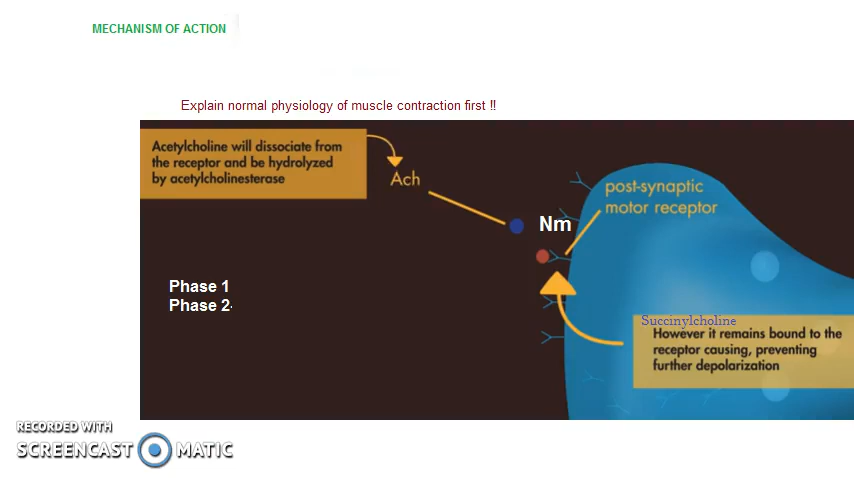 MECHANISM OF ACTION
Explain normal physiology of muscle contraction first !!
Acetylcholine will dissociate from
the receptor and be hydrolyzed
by acetylcholinesterase
Ach
post-synaptic
motor receptor
Nm
Phase 1
Phase 2-
Succinylcholine
However it remains bound to the
receptor causing, preventing
further depolarization
RECORDED WITH
SCREENCAST MATIC